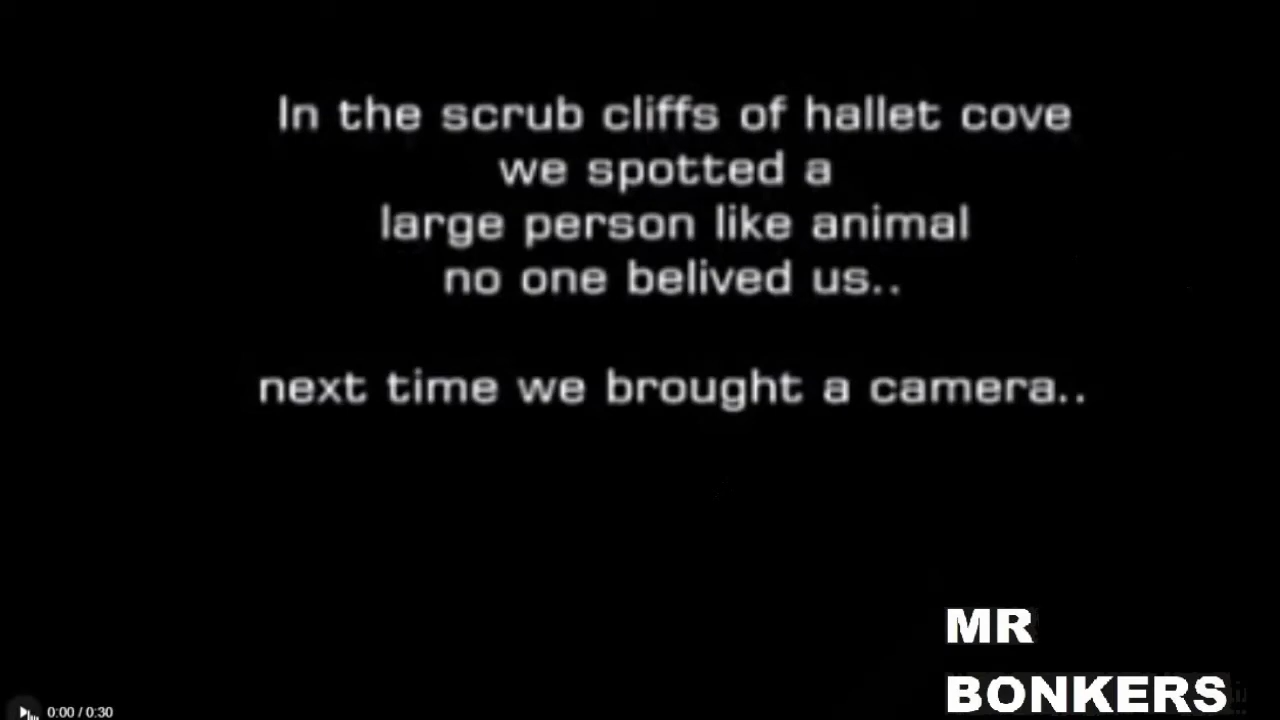 In the scrub cliffs of hallet cove
we spotted a
large person like animal
no one belived us..
next time we brought a camera..
MR
BONKERS
0:00 / 0:30